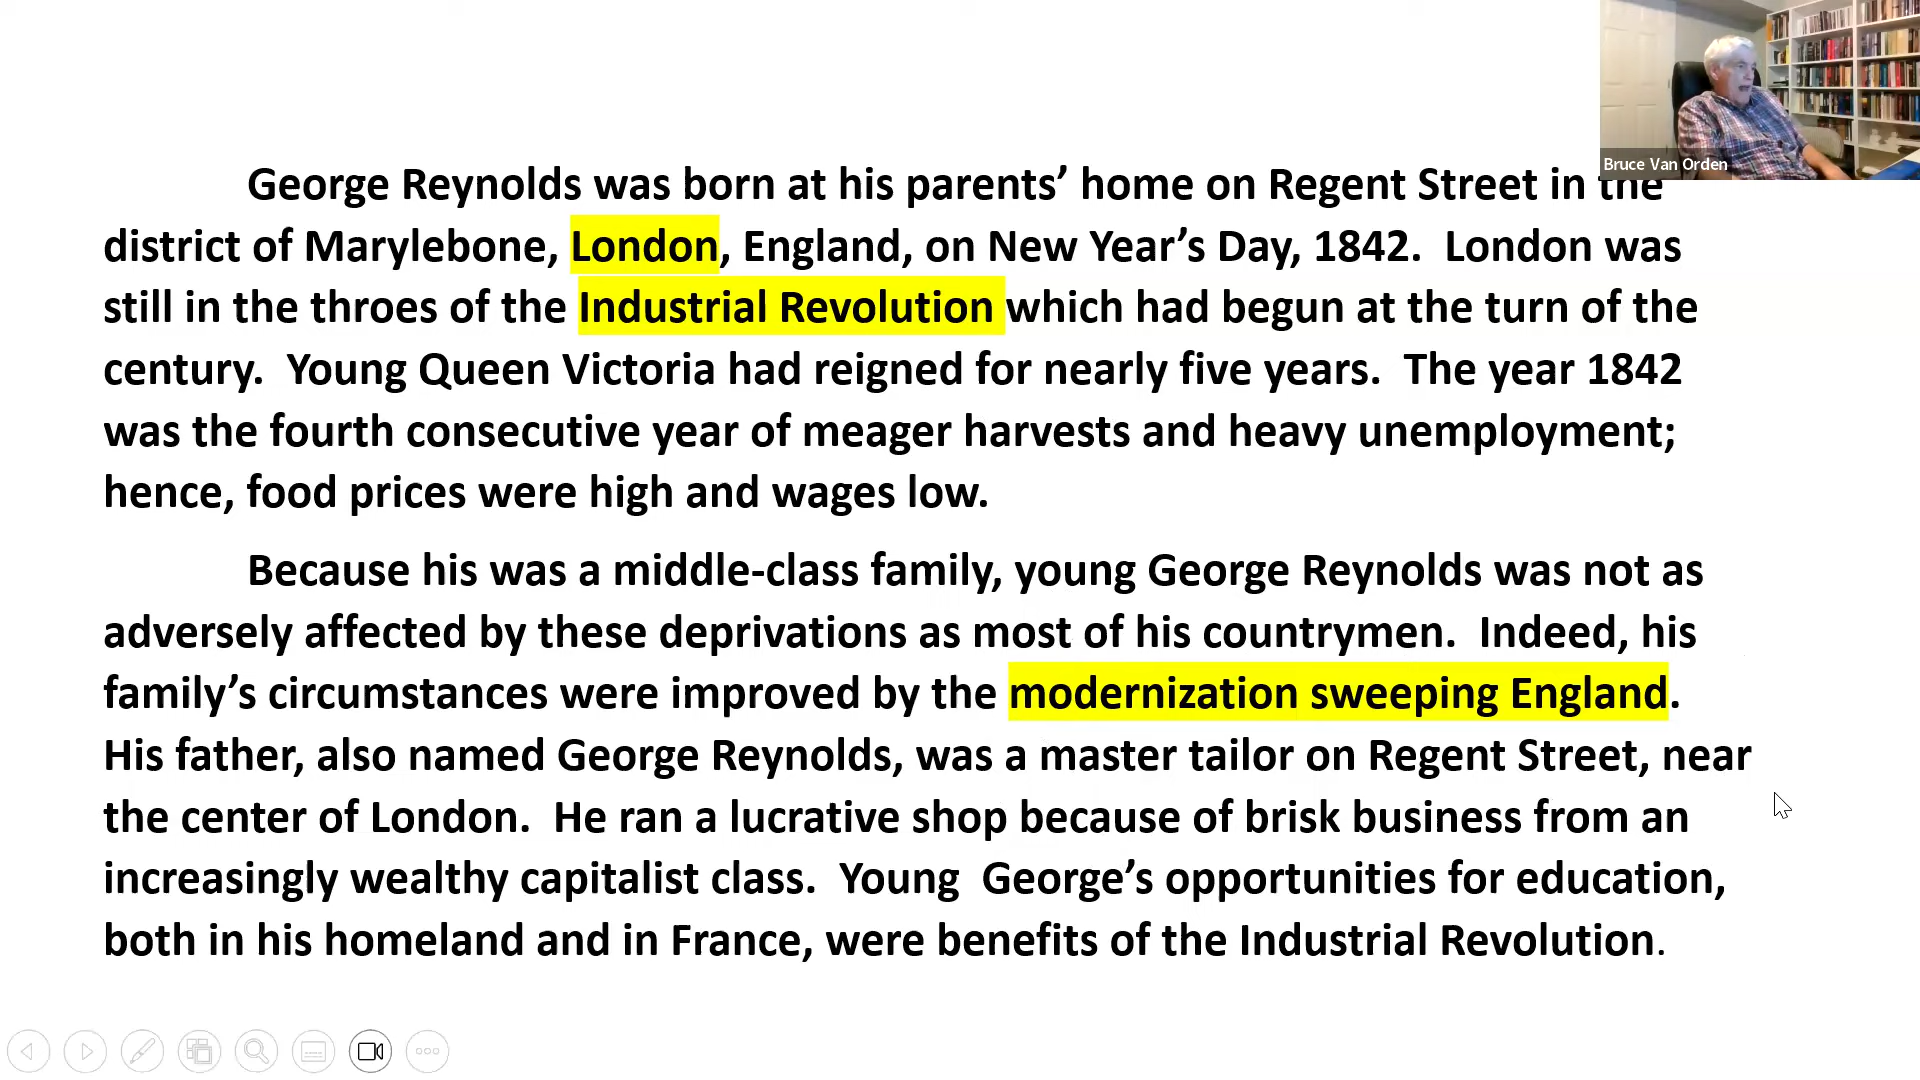 Bruce Van Orden
George Reynolds was born at his parents’ home on Regent Street in the
district of Marylebone, London, England, on New Year’s Day, 1842.  London was
still in the throes of the Industrial Revolution which had begun at the turn of the
century.  Young Queen Victoria had reigned for nearly five years.  The year 1842
was the fourth consecutive year of meager harvests and heavy unemployment;
hence, food prices were high and wages low.
Because his was a middle-class family, young George Reynolds was not as
adversely affected by these deprivations as most of his countrymen.  Indeed, his
family’s circumstances were improved by the modernization sweeping England.
His father, also named George Reynolds, was a master tailor on Regent Street, near
the center of London.  He ran a lucrative shop because of brisk business from an
increasingly wealthy capitalist class.  Young  George’s opportunities for education,
both in his homeland and in France, were benefits of the Industrial Revolution.